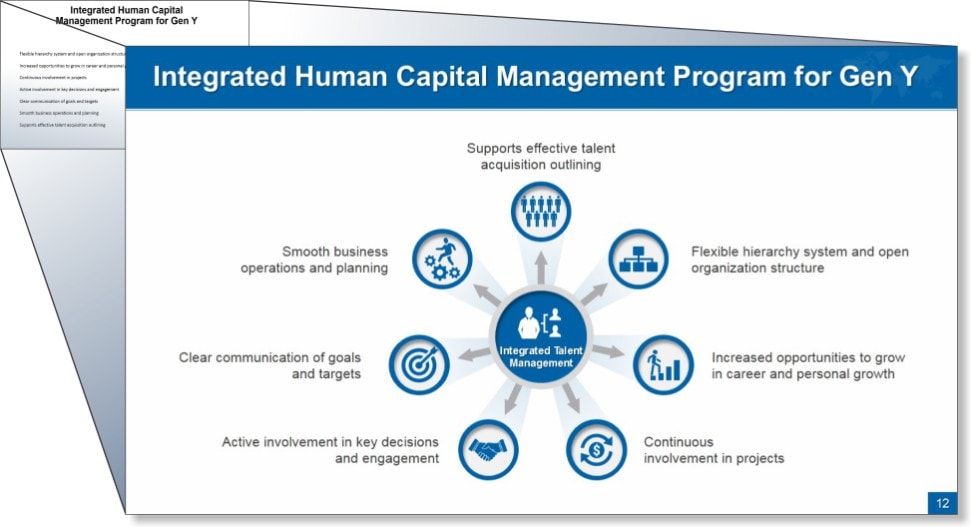 Integrated Human Capital
Management Program for Gen Y
Flexible hierarchy system and open organization
Increased opportunities to grow in career and personal
Continuous involvement in projects
Active involvement in key decisions and engagement
Clear communication of goals and targets
Smooth business operations and planning
Supports effective talent acquisition outlining
Integrated Human Capital Management Program for Gen Y
Supports effective talent
acquisition outlining
Smooth business
operations and planning
Flexible hierarchy system and open
organization structure
Integrated Talent
Management
Clear communication of goals
and targets
Increased opportunities to grow
in career and personal growth
Active involvement in key decisions
and engagement
$
Continuous
involvement in projects
12